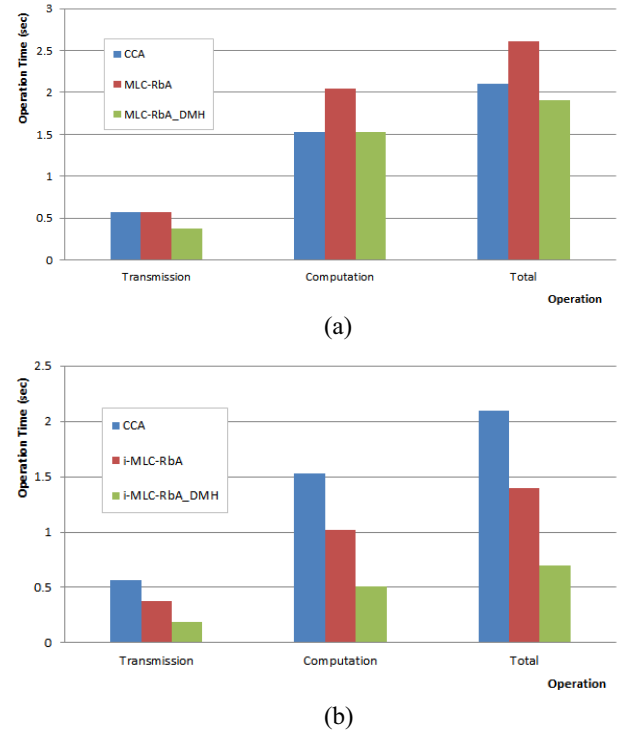 Operation Time (sec)
3
2.5
2
1.5
1
0.5
0
CCA
MLC-RbA
MLC-RbA_DMH
Transmission
Computation
Total
Operation
(a)
Operation Time (sec)
2.5
2
1.5
1
0.5
0
CCA
i-MLC-RbA
i-MLC-RbA_DMH
Transmission
Computation
Total
Operation
(b)